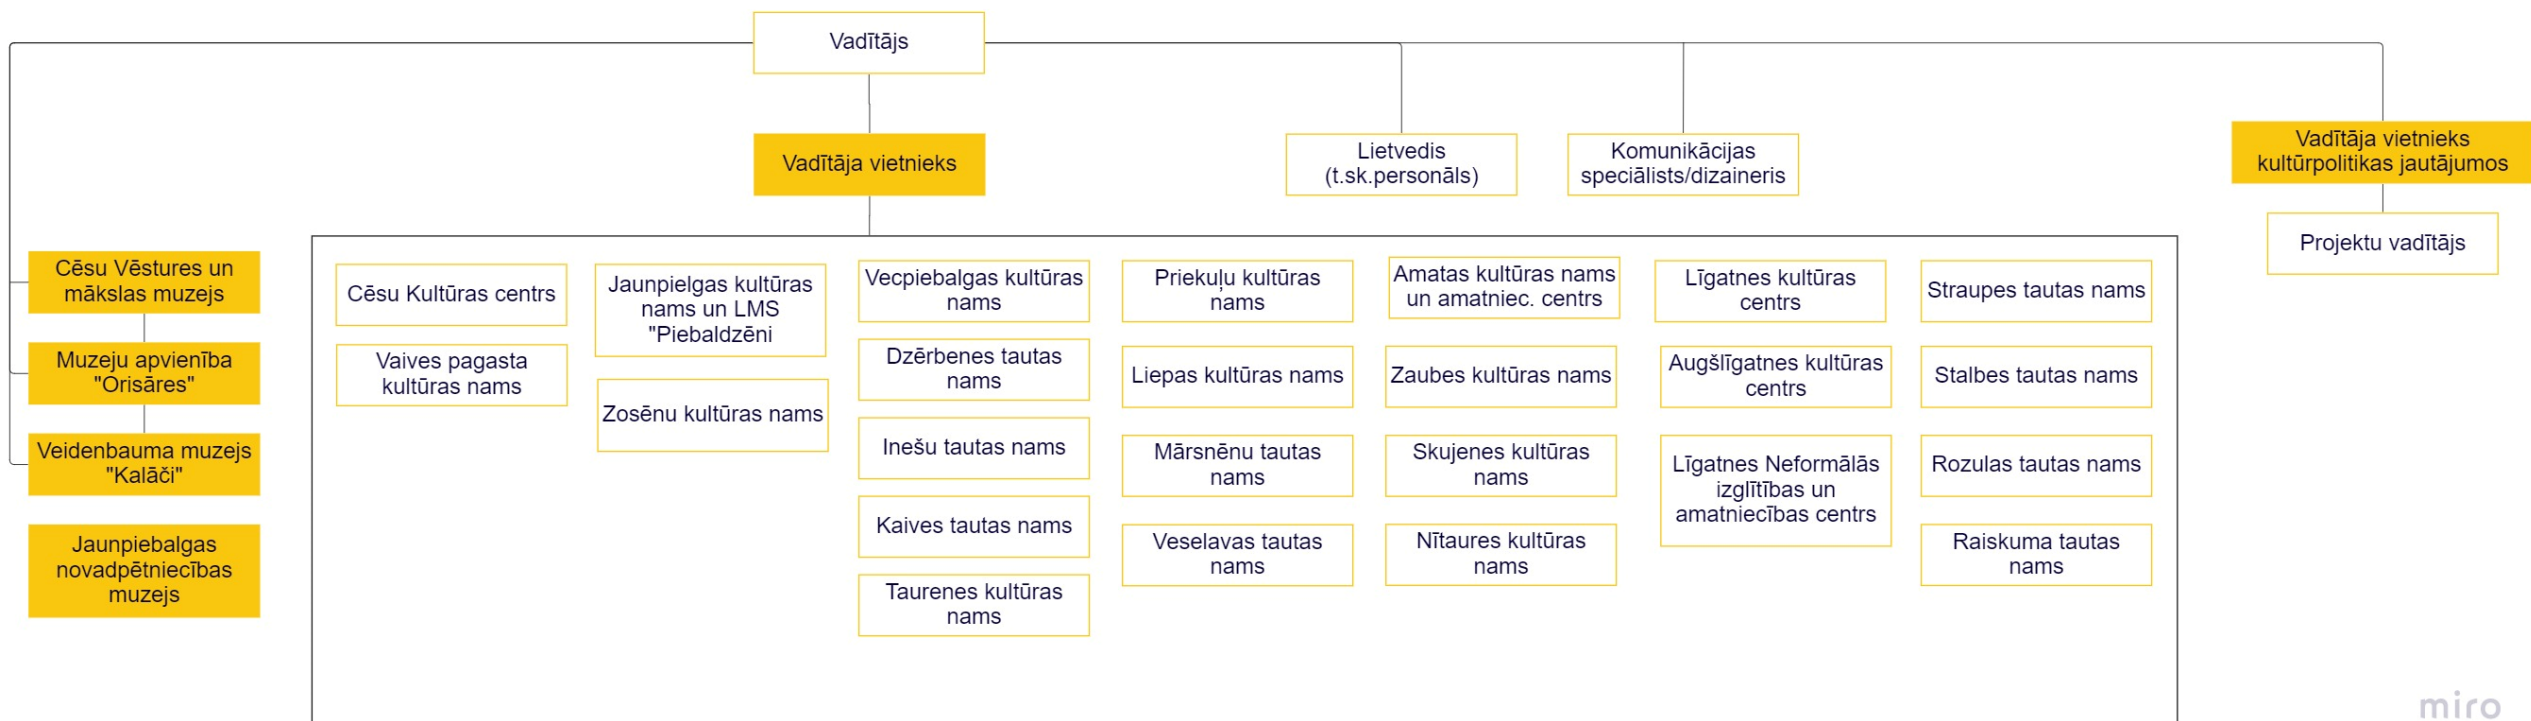 Vadītājs
Vadītāja vietnieks
Lietvedis
(t.sk.personāls)
Komunikācijas
speciālists/dizaineris
Vadītāja vietnieks
kultūrpolitikas jautājumos
Projektu vadītājs
Cēsu Vēstures un
mākslas muzejs
Muzeju apvienība
"Orisāres"
Veidenbauma muzejs
"Kalāči"
Jaunpiebalgas
novadpētniecības
muzejs
Cēsu Kultūras centrs
Vaives pagasta
kultūras nams
Jaunpielgas kultūras
nams un LMS
"Piebaldzēni
Zosēnu kultūras nams
Vecpiebalgas kultūras
nams
Dzērbenes tautas
nams
Inešu tautas nams
Kaives tautas nams
Taurenes kultūras
nams
Priekuļu kultūras
nams
Liepas kultūras nams
Mārsnēnu tautas
nams
Veselavas tautas
nams
Amatas kultūras nams
un amatniec. centrs
Zaubes kultūras nams
Skujenes kultūras
nams
Nītaures kultūras
nams
Līgatnes kultūras
centrs
Augšlīgatnes kultūras
centrs
Līgatnes Neformālās
izglītības un
amatniecības centrs
Straupes tautas nams
Stalbes tautas nams
Rozulas tautas nams
Raiskuma tautas
nams
miro